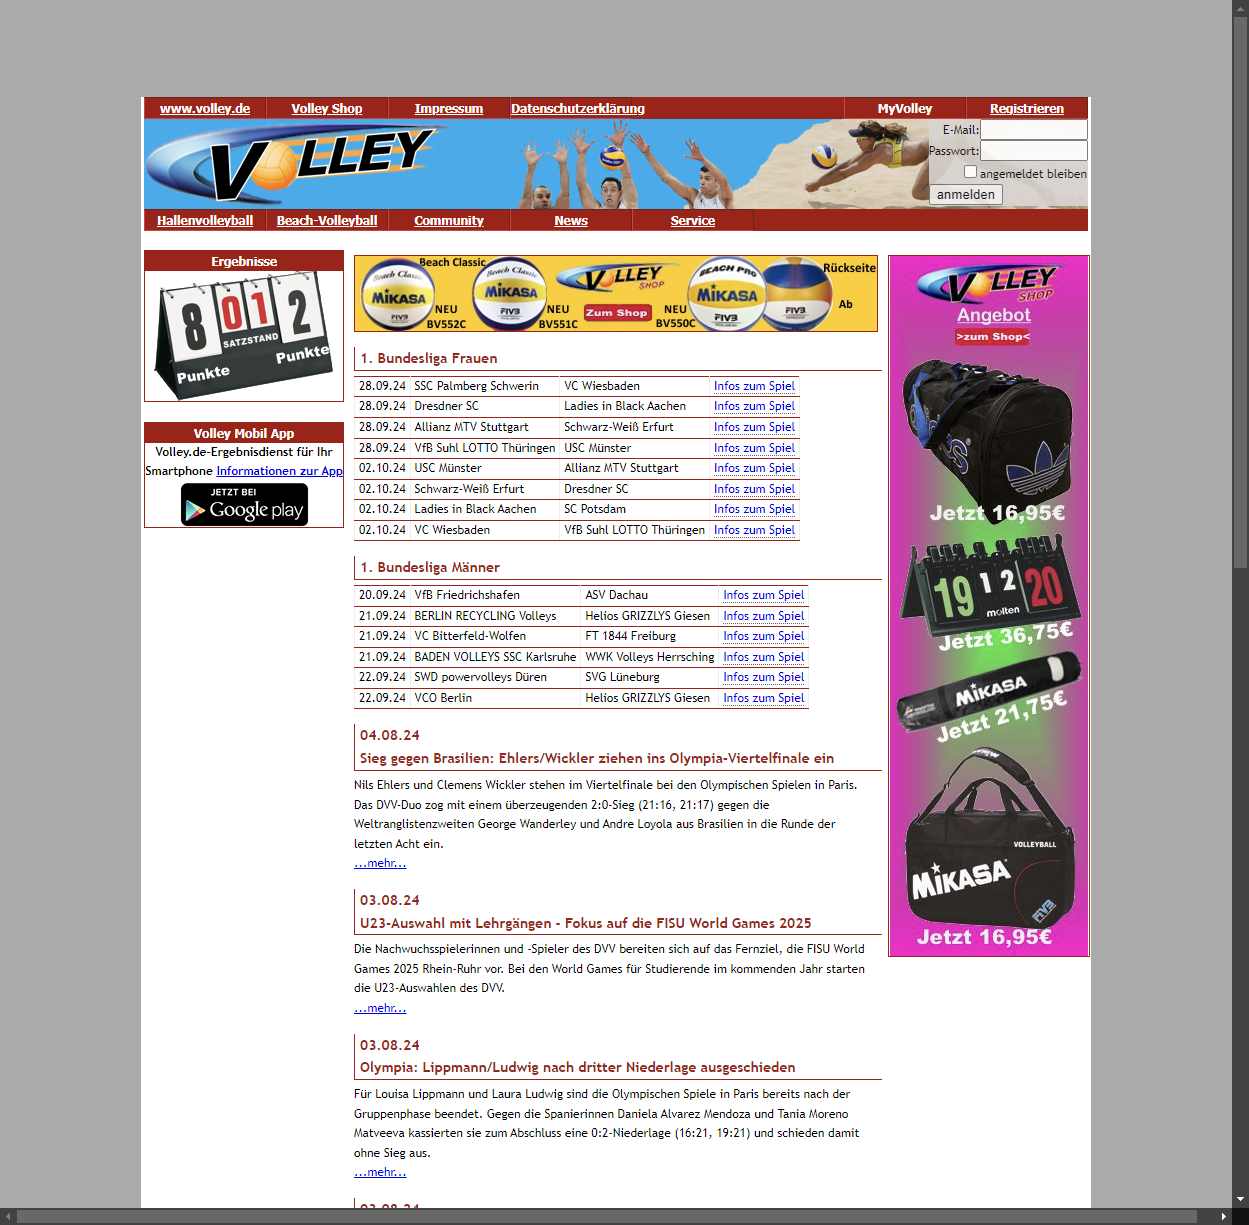 www.volley.de Volley Shop Impressum Datenschutzerklärung MyVolley Registrieren
VOLLEY
E-Mail:
Passwort:
angemeldet bleiben
anmelden
Hallenvolleyball Beach-Volleyball Community News Service
Ergebnisse
8 0 1 2
SATZSTAND
Punkte Punkte
Volley Mobil App
Volley.de-Ergebnisdienst für Ihr
Smartphone Informationen zur App
JETZT BEI
Google play
Beach Classic
Beach Classic
MIKASA
FIVB
NEU
BV552C
Beach Classic
MIKASA
FIVB
NEU
BV551C
VOLLEY
SHOP
Zum Shop
NEU
BV550C
BEACH PRO
MIKASA
FIVB
Rückseite
Ab
1. Bundesliga Frauen
28.09.24 SSC Palmberg Schwerin VC Wiesbaden Infos zum Spiel
28.09.24 Dresdner SC Ladies in Black Aachen Infos zum Spiel
28.09.24 Allianz MTV Stuttgart Schwarz-Weiß Erfurt Infos zum Spiel
28.09.24 VfB Suhl LOTTO Thüringen USC Münster Infos zum Spiel
02.10.24 USC Münster Allianz MTV Stuttgart Infos zum Spiel
02.10.24 Schwarz-Weiß Erfurt Dresdner SC Infos zum Spiel
02.10.24 Ladies in Black Aachen SC Potsdam Infos zum Spiel
02.10.24 VC Wiesbaden VfB Suhl LOTTO Thüringen Infos zum Spiel
1. Bundesliga Männer
20.09.24 VfB Friedrichshafen ASV Dachau Infos zum Spiel
21.09.24 BERLIN RECYCLING Volleys Helios GRIZZLYS Giesen Infos zum Spiel
21.09.24 VC Bitterfeld-Wolfen FT 1844 Freiburg Infos zum Spiel
21.09.24 BADEN VOLLEYS SSC Karlsruhe WWK Volleys Herrsching Infos zum Spiel
22.09.24 SWD powervolleys Düren SVG Lüneburg Infos zum Spiel
22.09.24 VCO Berlin Helios GRIZZLYS Giesen Infos zum Spiel
04.08.24
Sieg gegen Brasilien: Ehlers/Wickler ziehen ins Olympia-Viertelfinale ein
Nils Ehlers und Clemens Wickler stehen im Viertelfinale bei den Olympischen Spielen in Paris.
Das DVV-Duo zog mit einem überzeugenden 2:0-Sieg (21:16, 21:17) gegen die
Weltranglistenzweiten George Wanderley und Andre Loyola aus Brasilien in die Runde der
letzten Acht ein.
...mehr...
03.08.24
U23-Auswahl mit Lehrgängen - Fokus auf die FISU World Games 2025
Die Nachwuchsspielerinnen und -Spieler des DVV bereiten sich auf das Fernziel, die FISU World
Games 2025 Rhein-Ruhr vor. Bei den World Games für Studierende im kommenden Jahr starten
die U23-Auswahlen des DVV.
...mehr...
03.08.24
Olympia: Lippmann/Ludwig nach dritter Niederlage ausgeschieden
Für Louisa Lippmann und Laura Ludwig sind die Olympischen Spiele in Paris bereits nach der
Gruppenphase beendet. Gegen die Spanierinnen Daniela Alvarez Mendoza und Tania Moreno
Matveeva kassierten sie zum Abschluss eine 0:2-Niederlage (16:21, 19:21) und schieden damit
ohne Sieg aus.
...mehr...
03.08.24
VOLLEY
SHOP
Angebot
>zum Shop<
Jetzt 16,95€
19 1 2 20
molten
Jetzt 36,75€
MIKASA
Jetzt 21,75€
VOLLEYBALL
MIKASA
FIVB
Jetzt 16,95€